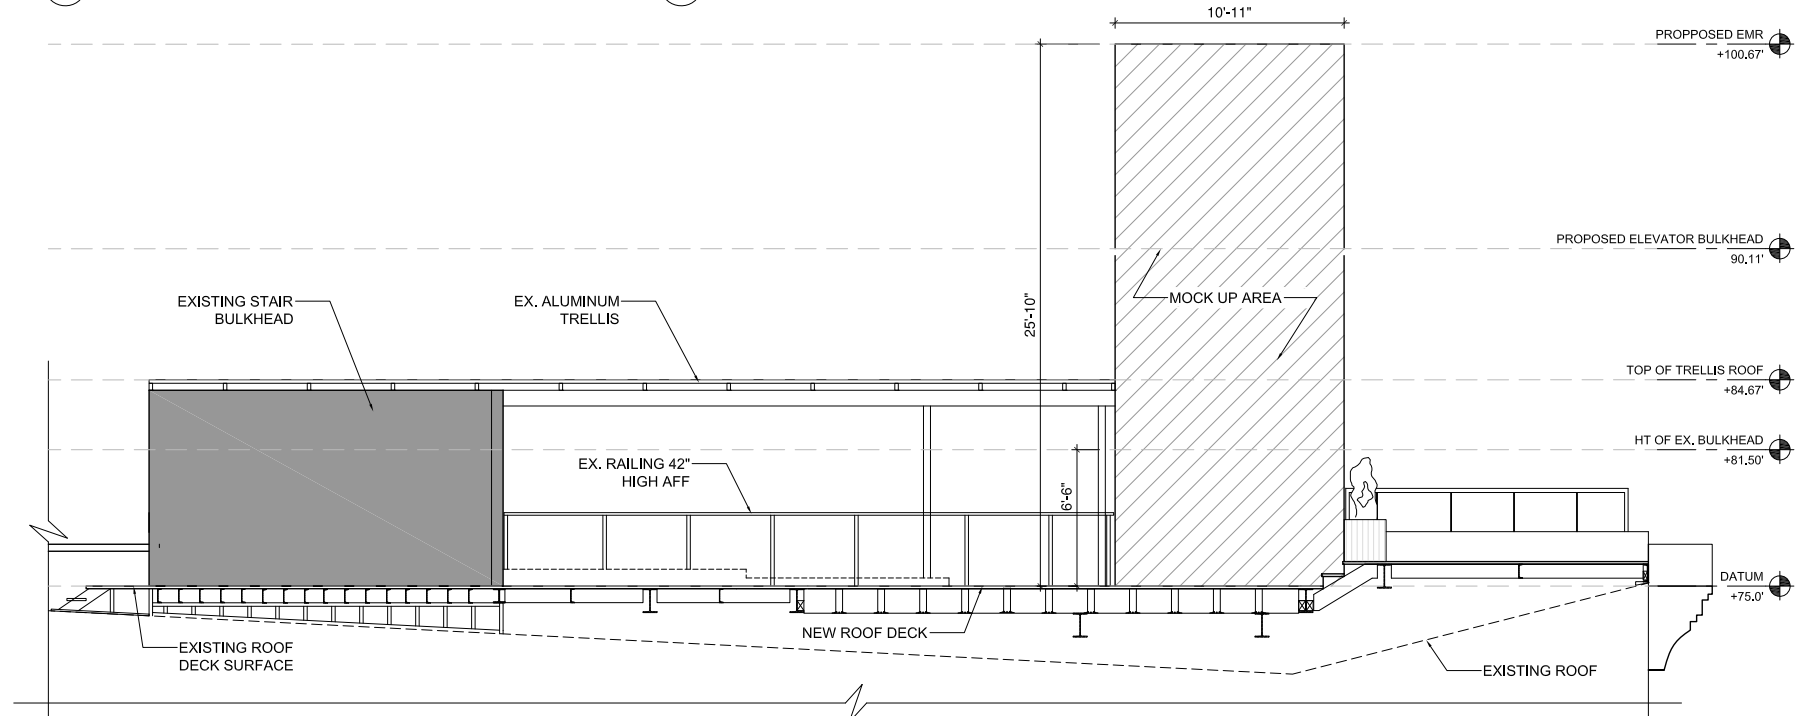 10'-11"
PROPPOSED EMR
+100.67'
PROPOSED ELEVATOR BULKHEAD
90.11'
EXISTING STAIR
BULKHEAD
EX. ALUMINUM
TRELLIS
MOCK UP AREA
25'-10"
TOP OF TRELLIS ROOF
+84.67'
HT OF EX. BULKHEAD
+81.50'
EX. RAILING 42"
HIGH AFF
6'-6"
DATUM
+75.0'
NEW ROOF DECK
EXISTING ROOF
DECK SURFACE
EXISTING ROOF